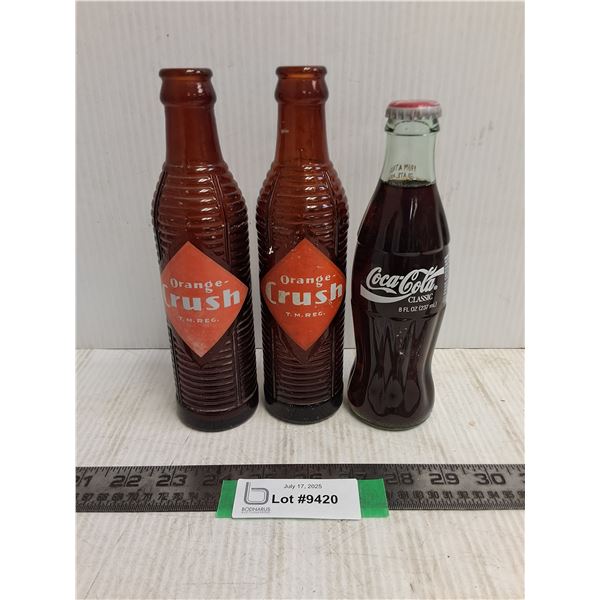 Orange-
Crush
T.M. REG.
Orange-
Crush
T.M. REG.
Coca-Cola
CLASSIC
8 FL OZ (237 mL)
21 22 23 24 28 29 30
July 17, 2025
Lot #9420
BODNARUS